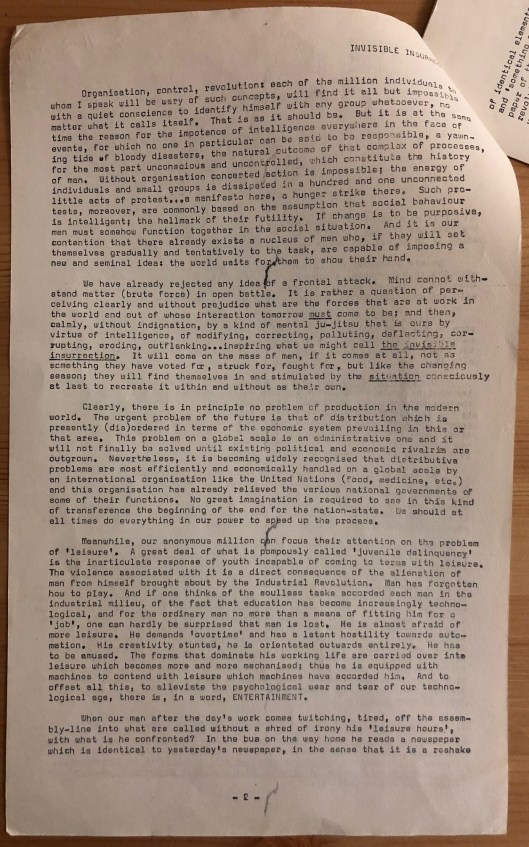 INVISIBLE INSURR
of identical element
and 'something
paper of
revol
Organisation, control, revolution: each of the million individuals to
whom I speak will be wary of such concepts, will find it all but impossible
with a quiet conscience to identify himself with any group whatsoever, no
matter what it calls itself. That is as it should be. But it is at the same
time the reason for the impotence of intelligence everywhere in the face of
events, for which no one in particular can be said to be responsible, a yawn-
ing tide of bloody disasters, the natural outcome of that complex of processes,
for the most part unconscious and uncontrolled, which constitute the history
of man. Without organisation concerted action is impossible; the energy of
individuals and small groups is dissipated in a hundred and one unconnected
little acts of protest...a manifesto here, a hunger strike there. Such pro-
tests, moreover, are commonly based on the assumption that social behaviour
is intelligent; the hallmark of their futility. If change is to be purposive,
men must somehow function together in the social situation. And it is our
contention that there already exists a nucleus of men who, if they will set
themselves gradually and tentatively to the task, are capable of imposing a
new and seminal idea: the world waits for them to show their hand.
We have already rejected any idea of a frontal attack. Mind cannot with-
stand matter (brute force) in open battle. It is rather a question of per-
ceiving clearly and without prejudice what are the forces that are at work in
the world and out of whose interaction tomorrow must come to be; and then,
calmly, without indignation, by a kind of mental ju-jitsu that is ours by
virtue of intelligence, of modifying, correcting, polluting, deflecting, cor-
rupting, eroding, outflanking...inspiring what we might call the invisible
insurrection. It will come on the mass of men, if it comes at all, not as
something they have voted for, struck for, fought for, but like the changing
season; they will find themselves in and stimulated by the situation consciously
at last to recreate it within and without as their own.
Clearly, there is in principle no problem of production in the modern
world. The urgent problem of the future is that of distribution which is
presently (dis)ordered in terms of the economic system prevailing in this or
that area. This problem on a global scale is an administrative one and it
will not finally be solved until existing political and economic rivalries are
outgrown. Nevertheless, it is becoming widely recognised that distributive
problems are most efficiently and economically handled on a global scale by
an international organisation like the United Nations (food, medicine, etc.)
and this organisation has already relieved the various national governments of
some of their functions. No great imagination is required to see in this kind
of transference the beginning of the end for the nation-state. We should at
all times do everything in our power to speed up the process.
Meanwhile, our anonymous million can focus their attention on the problem
of 'leisure'. A great deal of what is pompously called 'juvenile delinquency'
is the inarticulate response of youth incapable of coming to terms with leisure.
The violence associated with it is a direct consequence of the alienation of
man from himself brought about by the Industrial Revolution. Man has forgotten
how to play. And if one thinks of the soulless tasks accorded each man in the
industrial milieu, of the fact that education has become increasingly techno-
logical, and for the ordinary man no more than a means of fitting him for a
'job', one can hardly be surprised that man is lost. He is almost afraid of
more leisure. He demands 'overtime' and has a latent hostility towards auto-
mation. His creativity stunted, he is orientated outwards entirely. He has
to be amused. The forms that dominate his working life are carried over into
leisure which becomes more and more mechanised; thus he is equipped with
machines to contend with leisure which machines have accorded him. And to
offset all this, to alleviate the psychological wear and tear of our techno-
logical age, there is, in a word, ENTERTAINMENT.
When our man after the day's work comes twitching, tired, off the assem-
bly-line into what are called without a shred of irony his 'leisure hours',
with what is he confronted? In the bus on the way home he reads a newspaper
which is identical to yesterday's newspaper, in the sense that it is a reshake
- 2 -